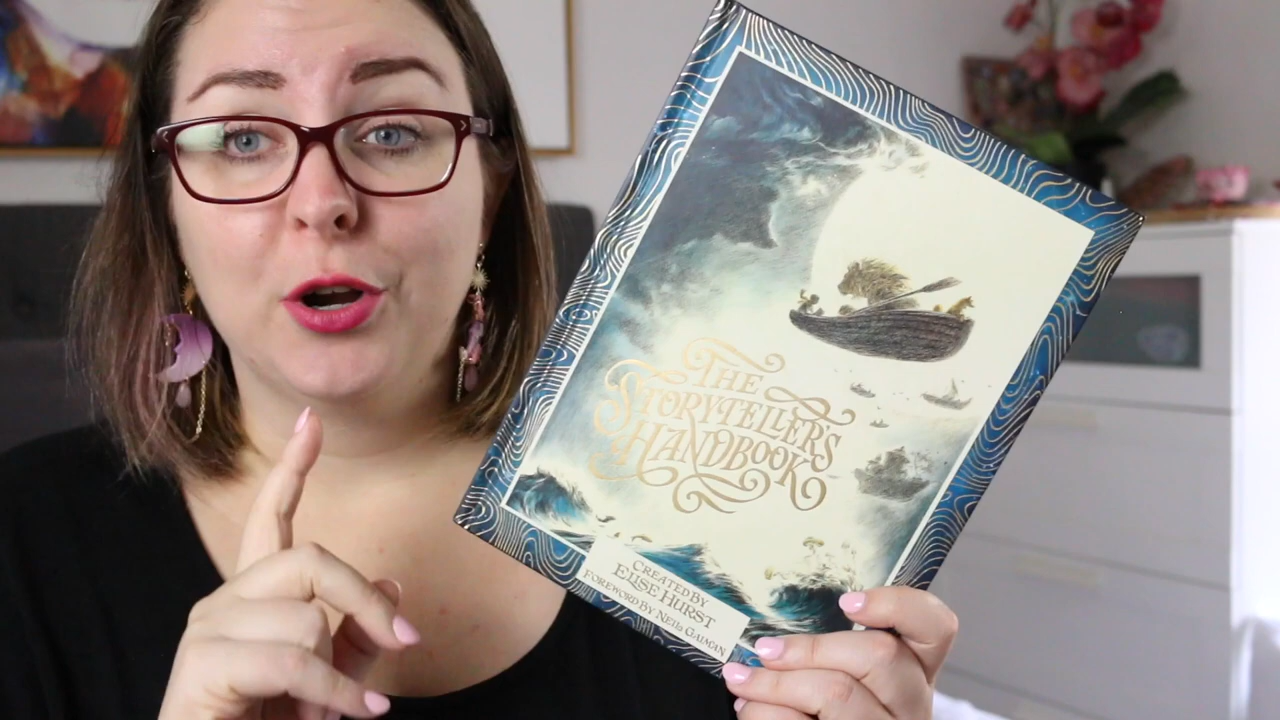 THE
STORYTELLER'S
HANDBOOK
CREATED BY
ELISE HURST
FOREWORD BY NEIL GAIMAN